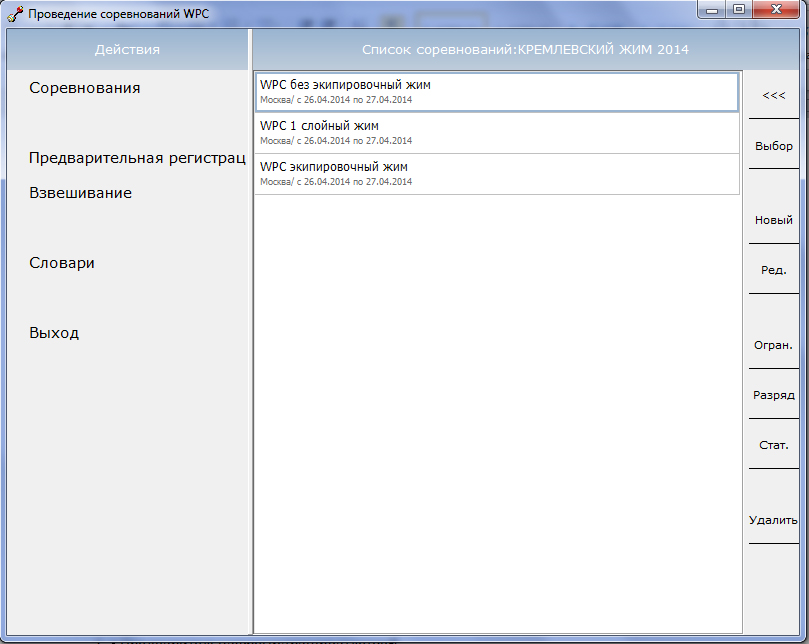 Проведение соревнований WPC
Действия
Соревнования
Предварительная регистрац
Взвешивание
Словари
Выход
Список соревнований:КРЕМЛЕВСКИЙ ЖИМ 2014
WPC без экипировочный жим
Москва/ с 26.04.2014 по 27.04.2014
WPC 1 слойный жим
Москва/ с 26.04.2014 по 27.04.2014
WPC экипировочный жим
Москва/ с 26.04.2014 по 27.04.2014
<<<
Выбор
Новый
Ред.
Огран.
Разряд
Стат.
Удалить